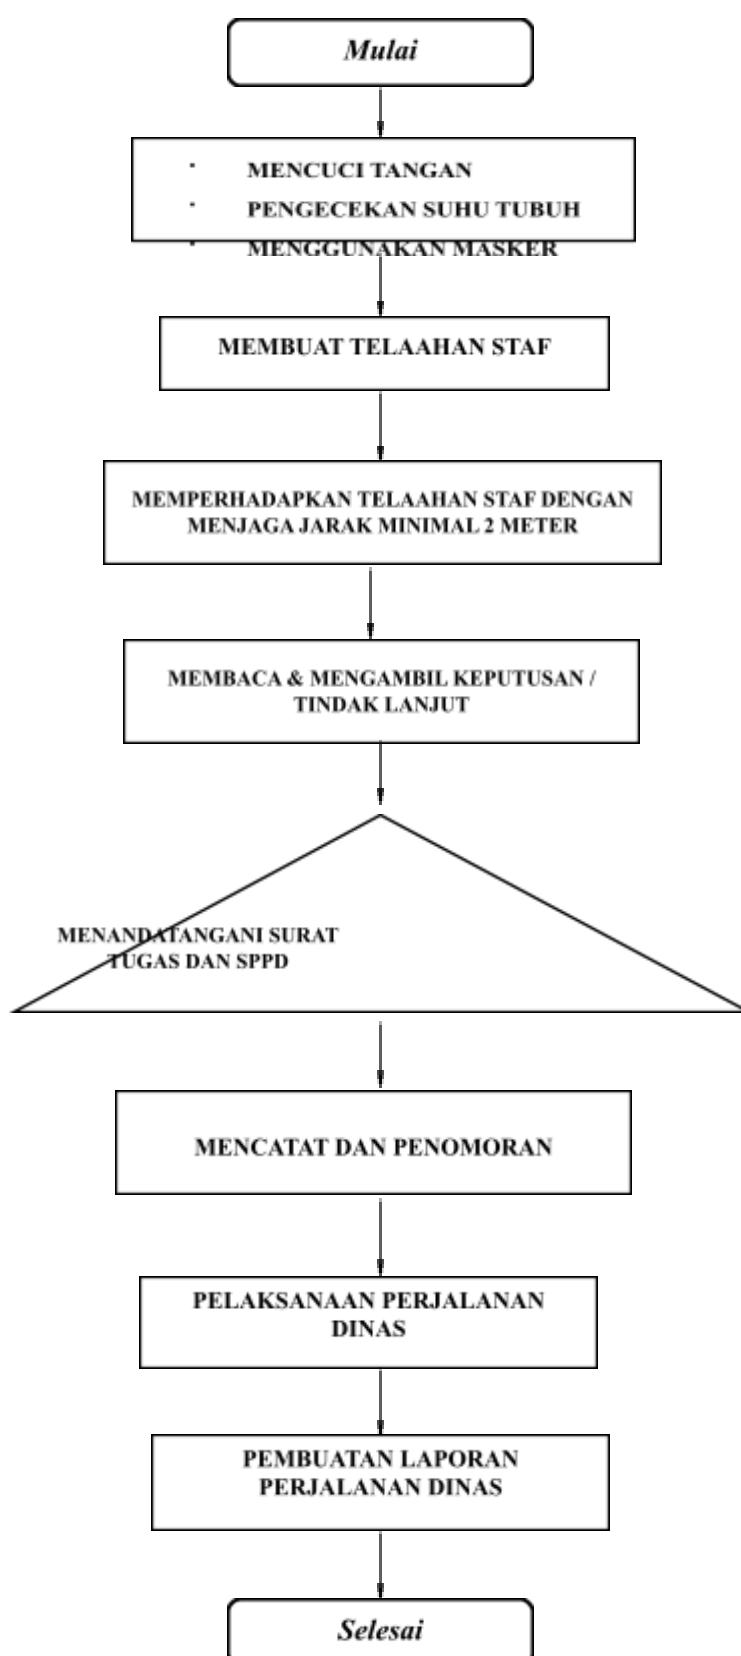 Mulai
· MENCUCI TANGAN
· PENGECEKAN SUHU TUBUH
· MENGGUNAKAN MASKER
MEMBUAT TELAAHAN STAF
MEMPERHADAPKAN TELAAHAN STAF DENGAN
MENJAGA JARAK MINIMAL 2 METER
MEMBACA & MENGAMBIL KEPUTUSAN /
TINDAK LANJUT
MENANDATANGANI SURAT
TUGAS DAN SPPD
MENCATAT DAN PENOMORAN
PELAKSANAAN PERJALANAN
DINAS
PEMBUATAN LAPORAN
PERJALANAN DINAS
Selesai